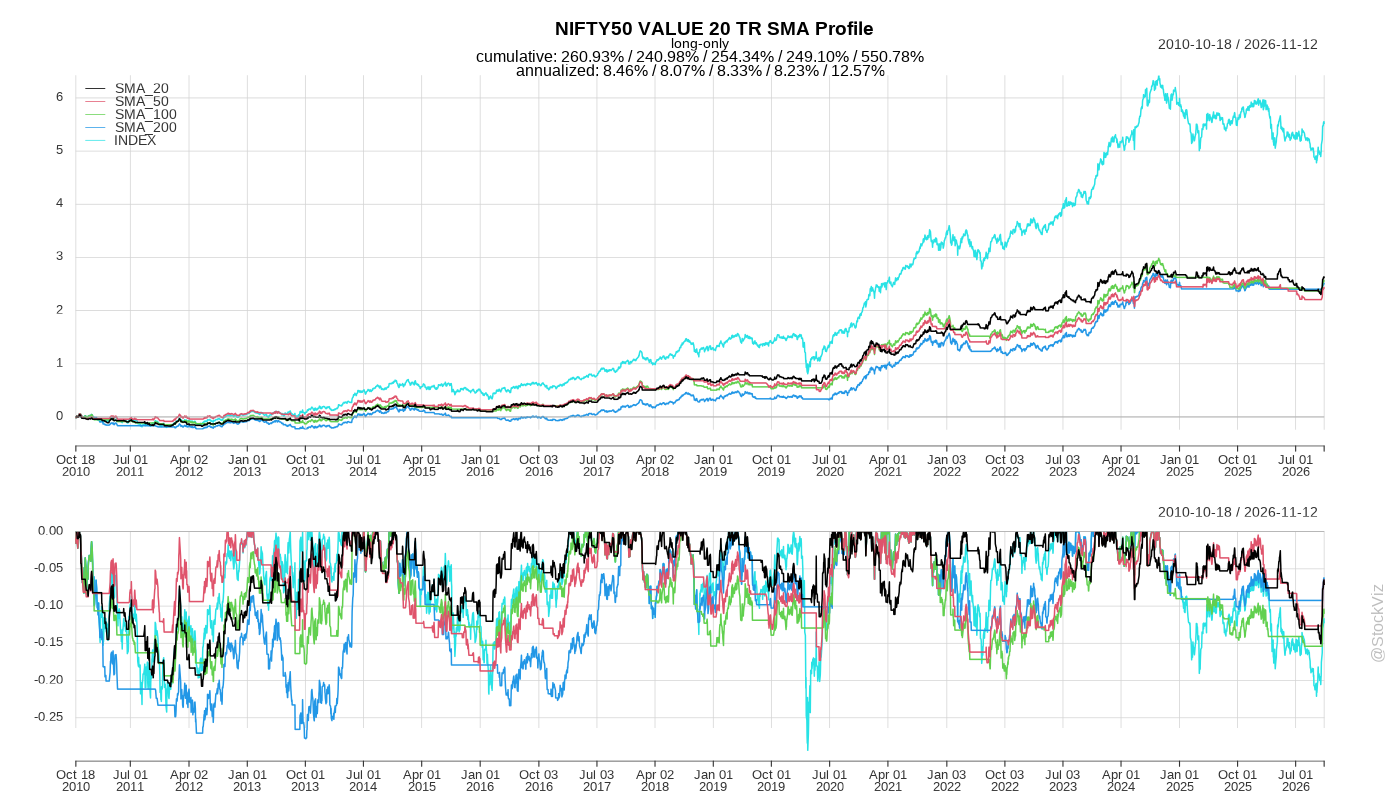 NIFTY50 VALUE 20 TR SMA Profile
long-only
cumulative: 260.93% / 240.98% / 254.34% / 249.10% / 550.78%
annualized: 8.46% / 8.07% / 8.33% / 8.23% / 12.57%
2010-10-18 / 2026-11-12
SMA_20
SMA_50
SMA_100
SMA_200
INDEX
6
5
4
3
2
1
0
Oct 18 Jul 01 Apr 02 Jan 01 Oct 01 Jul 01 Apr 01 Jan 01 Oct 03 Jul 03 Apr 02 Jan 01 Oct 01 Jul 01 Apr 01 Jan 03 Oct 03 Jul 03 Apr 01 Jan 01 Oct 01 Jul 01
2010 2011 2012 2013 2013 2014 2015 2016 2016 2017 2018 2019 2019 2020 2021 2022 2022 2023 2024 2025 2025 2026
2010-10-18 / 2026-11-12
0.00
-0.05
-0.10
-0.15
-0.20
-0.25
Oct 18 Jul 01 Apr 02 Jan 01 Oct 01 Jul 01 Apr 01 Jan 01 Oct 03 Jul 03 Apr 02 Jan 01 Oct 01 Jul 01 Apr 01 Jan 03 Oct 03 Jul 03 Apr 01 Jan 01 Oct 01 Jul 01
2010 2011 2012 2013 2013 2014 2015 2016 2016 2017 2018 2019 2019 2020 2021 2022 2022 2023 2024 2025 2025 2026
@StockViz